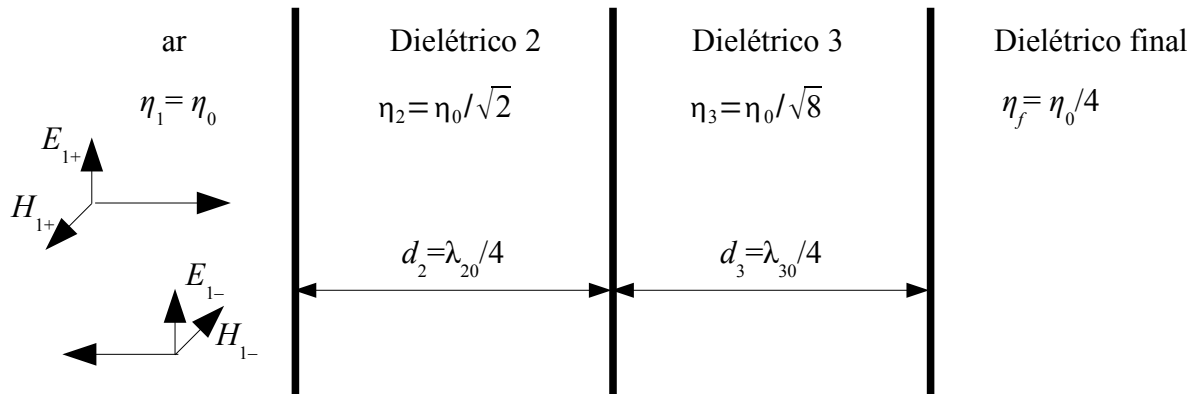 ar Dielétrico 2 Dielétrico 3 Dielétrico final
η₁= η₀ η₂=η₀/√2 η₃=η₀/√8 η_f= η₀/4
E₁₊
H₁₊
d₂=λ₂₀/4 d₃=λ₃₀/4
E₁₋
H₁₋